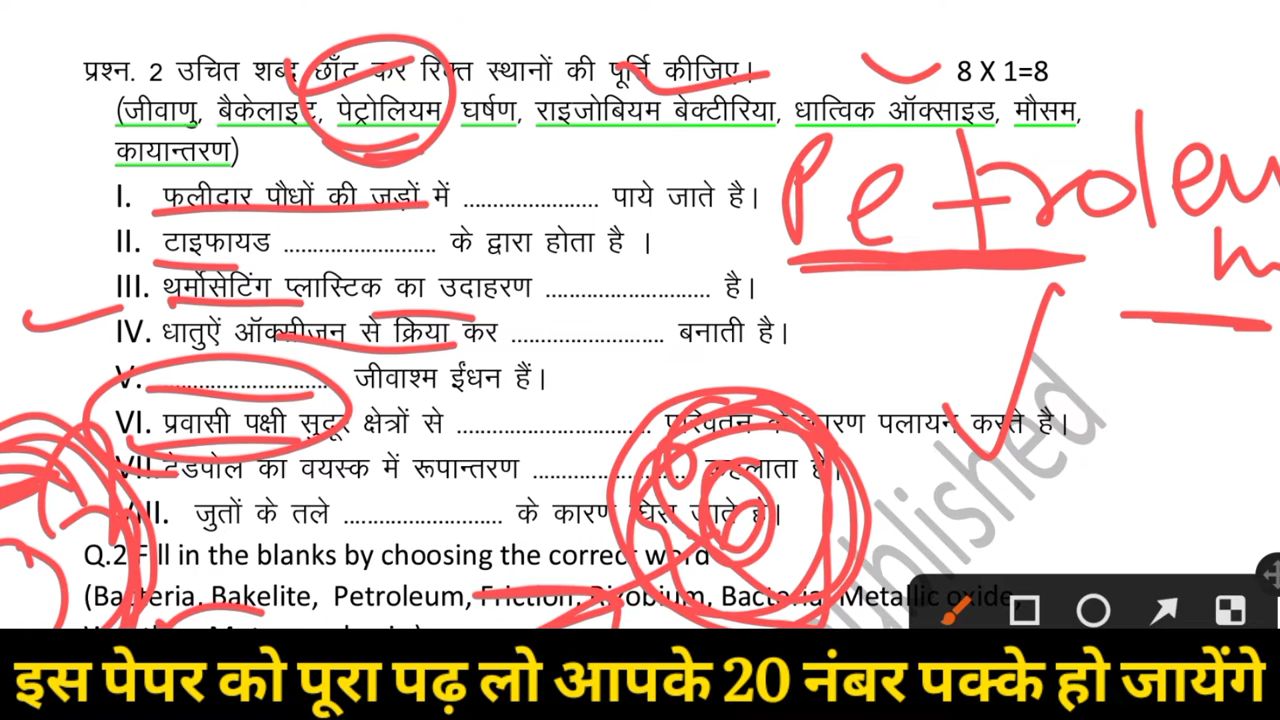 प्रश्न. 2 उचित शब्द छाँट कर रिक्त स्थानों की पूर्ति कीजिए। 8 X 1=8
(जीवाणु, बैकेलाइट, पेट्रोलियम घर्षण, राइजोबियम बेक्टीरिया, धात्विक ऑक्साइड, मौसम,
कायान्तरण)
Petroleum
I. फलीदार पौधों की जड़ों में ............................ पाये जाते है।
II. टाइफायड ................................ के द्वारा होता है ।
III. थर्मोसेटिंग प्लास्टिक का उदाहरण ............................ है।
IV. धातुऐं ऑक्सीजन से क्रिया कर ............................ बनाती है।
V. ............................ जीवाश्म ईंधन हैं।
VI. प्रवासी पक्षी सुदूर क्षेत्रों से ................................. परिवर्तन के कारण पलायन करते है।
VII. टेडपोल का वयस्क में रूपान्तरण ............................ कहलाता है।
VIII. जुतों के तले ............................ के कारण घिस जाते है।
Q.2 Fill in the blanks by choosing the correct word
(Bacteria, Bakelite, Petroleum, Friction, Rizobium, Bacteria, Metallic oxide,
इस पेपर को पूरा पढ़ लो आपके 20 नंबर पक्के हो जायेंगे